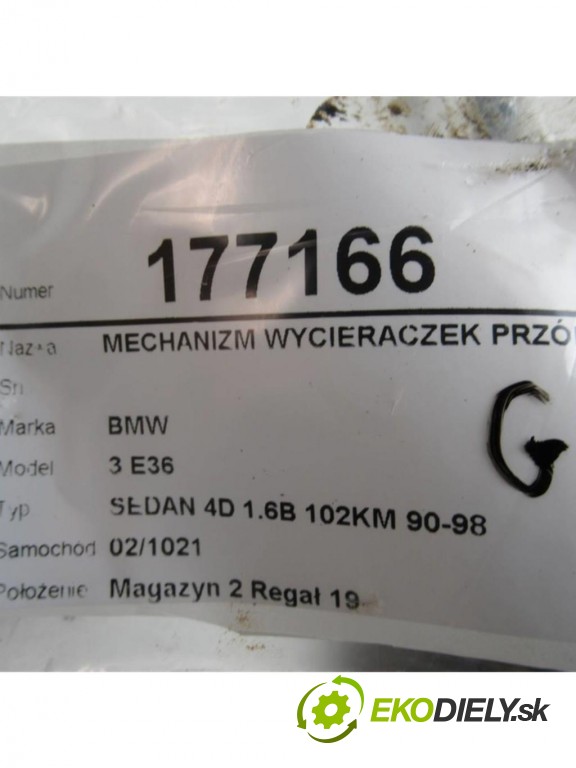 Numer 177166
Nazwa MECHANIZM WYCIERACZEK PRZÓ
Sn
Marka BMW
Model 3 E36
Typ SEDAN 4D 1.6B 102KM 90-98
Samochód 02/1021
Położenie Magazyn 2 Regał 19
G
EKODIELY.sk